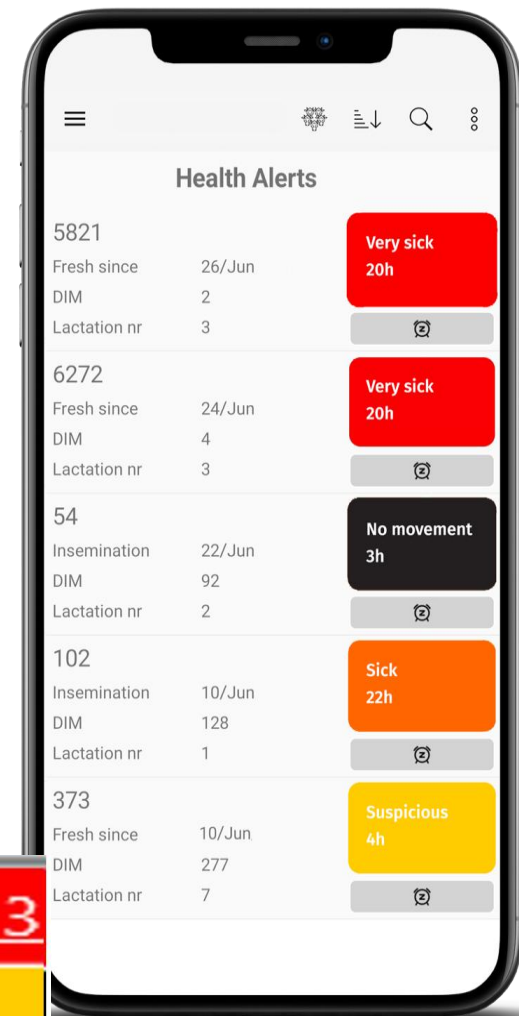 Health Alerts
5821
Very sick
20h
Fresh since 26/Jun
DIM 2
Lactation nr 3
6272
Very sick
20h
Fresh since 24/Jun
DIM 4
Lactation nr 3
54
No movement
3h
Insemination 22/Jun
DIM 92
Lactation nr 2
102
Sick
22h
Insemination 10/Jun
DIM 128
Lactation nr 1
373
Suspicious
4h
Fresh since 10/Jun
DIM 277
Lactation nr 7
3